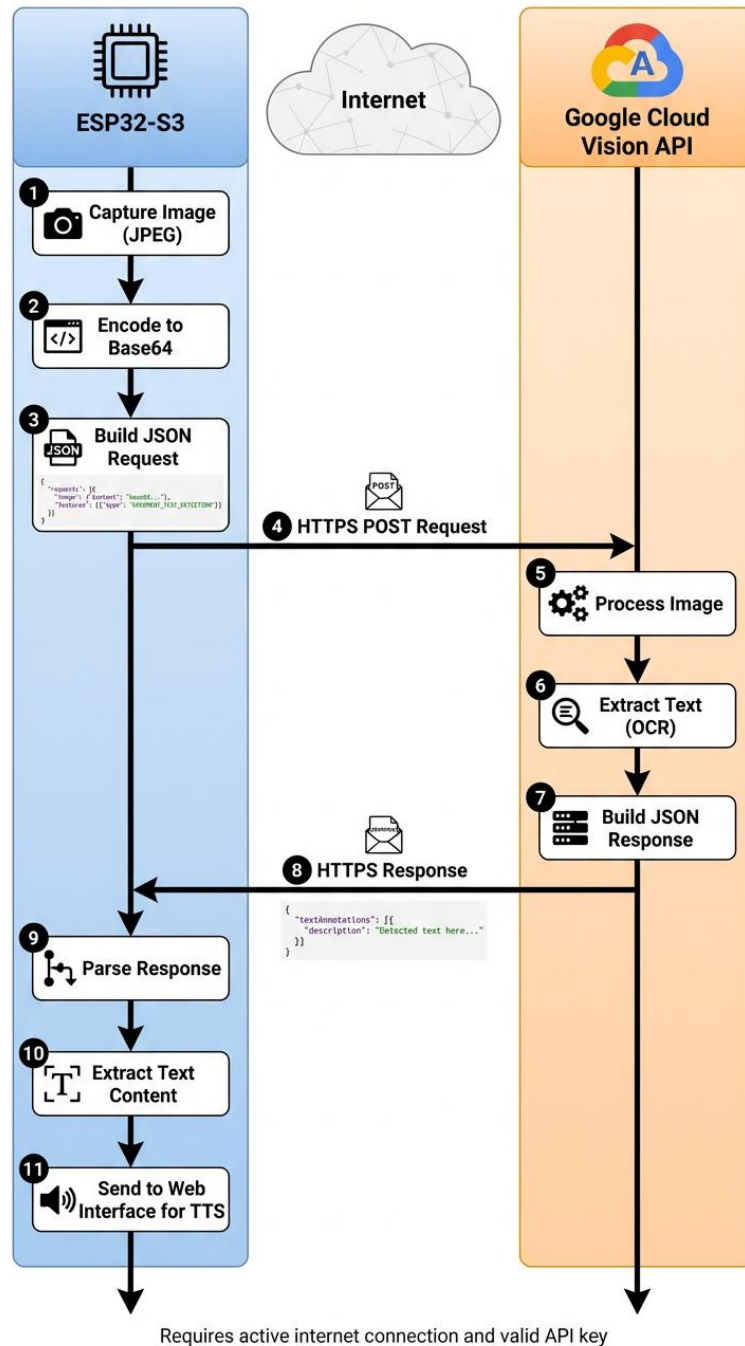 ESP32-S3
Internet
A
Google Cloud
Vision API
1
Capture Image
(JPEG)
2
</>
Encode to
Base64
3
JSON
Build JSON
Request
{
[{
"content":
"type":
}]
}
POST
4 HTTPS POST Request
5
Process Image
6
Extract Text
(OCR)
7
Build JSON
Response
8 HTTPS Response
{
"textAnnotations": [{
"description": "Detected text here..."
}]
}
9
Parse Response
10
T
Extract Text
Content
11
Send to Web
Interface for TTS
Requires active internet connection and valid API key